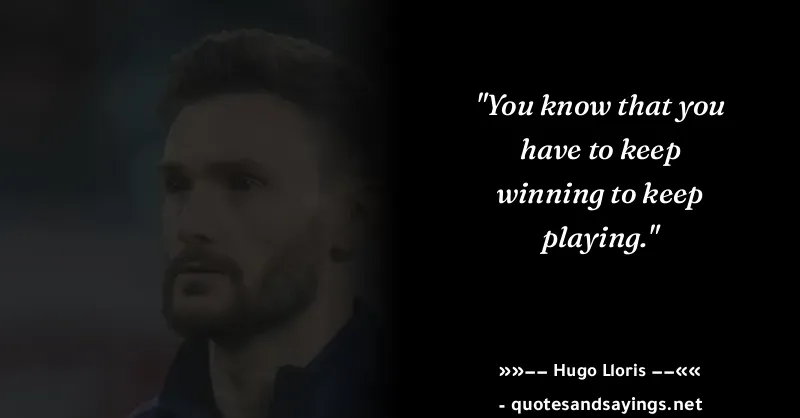 "You know that you
have to keep
winning to keep
playing."
»»−− Hugo Lloris −−««
- quotesandsayings.net